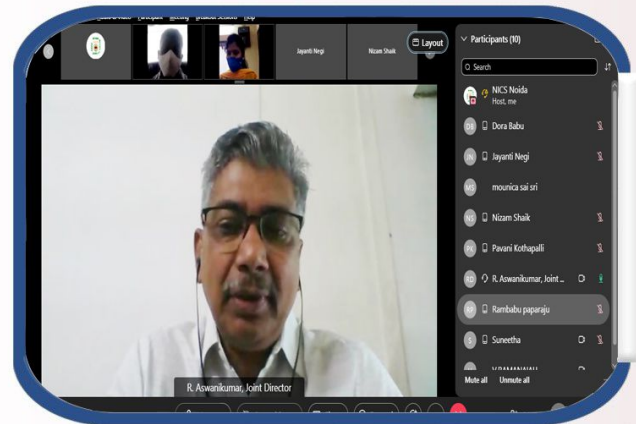 Layout
Jayanti Negi
Nizam Shaik
R. Aswanikumar, Joint Director
Participants (10)
Search
NICS Noida
Host, me
DB Dora Babu
JN Jayanti Negi
MS mounica sai sri
NS Nizam Shaik
PK Pavani Kothapalli
RD R. Aswanikumar, Joint ...
RP Rambabu paparaju
S Suneetha
Mute all Unmute all